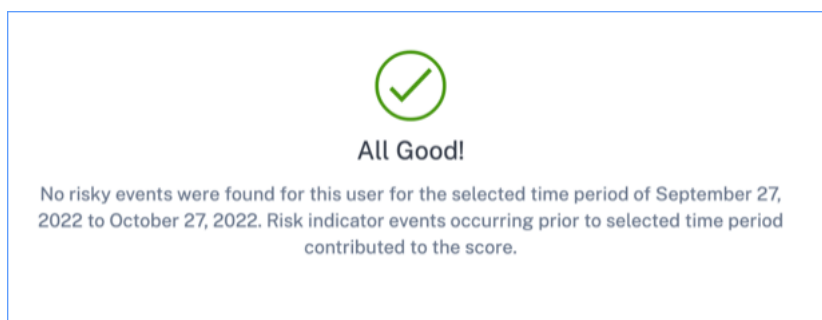 All Good!
No risky events were found for this user for the selected time period of September 27,
2022 to October 27, 2022. Risk indicator events occurring prior to selected time period
contributed to the score.